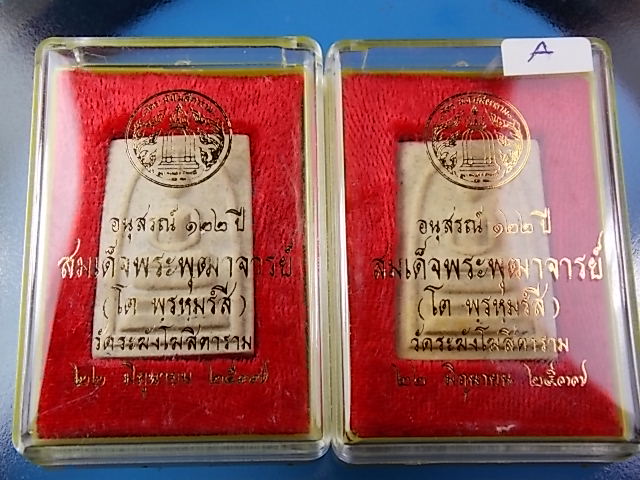 อนุสรณ์ ๑๒๒ ปี
สมเด็จพระพุฒาจารย์
(โต พรหมรังสี)
วัดระฆังโฆสิตาราม
๒๒ มิถุนายน ๒๕๓๗
A
อนุสรณ์ ๑๒๒ ปี
สมเด็จพระพุฒาจารย์
(โต พรหมรังสี)
วัดระฆังโฆสิตาราม
๒๒ มิถุนายน ๒๕๓๗